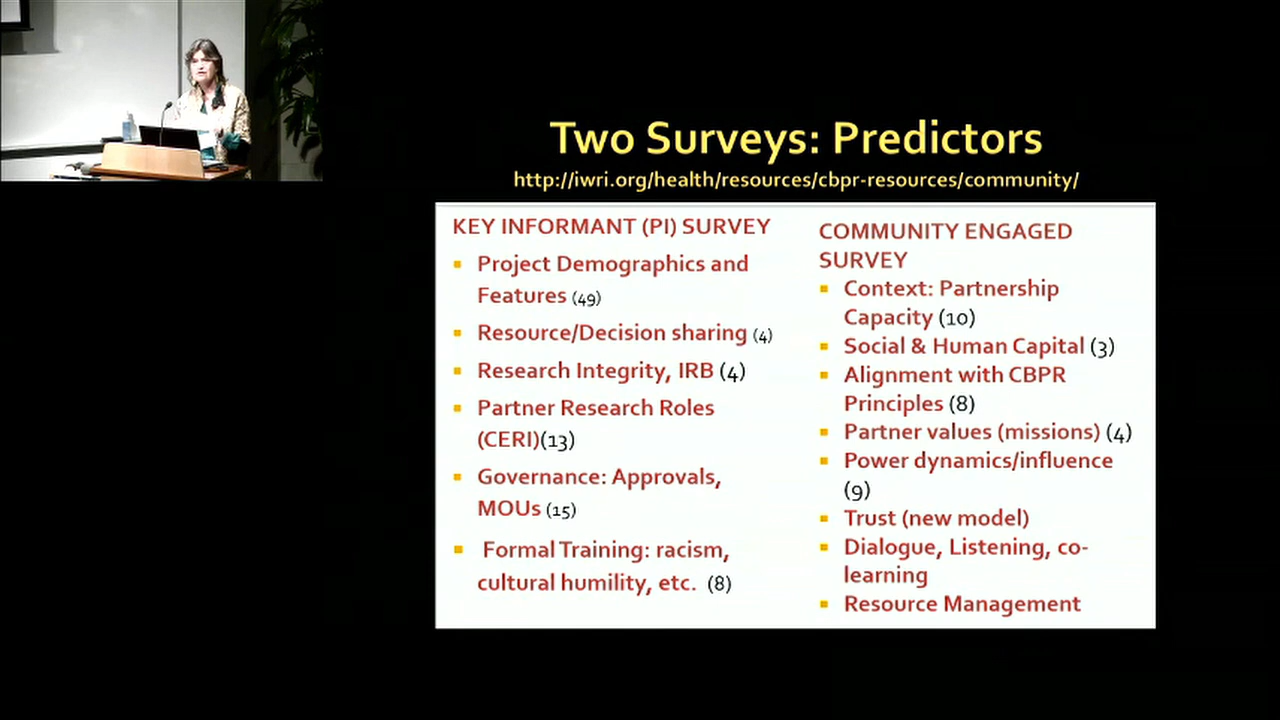 Two Surveys: Predictors
http://iwri.org/health/resources/cbpr-resources/community/
KEY INFORMANT (PI) SURVEY
Project Demographics and
Features (49)
Resource/Decision sharing (4)
Research Integrity, IRB (4)
Partner Research Roles
(CERI)(13)
Governance: Approvals,
MOUs (15)
Formal Training: racism,
cultural humility, etc. (8)
COMMUNITY ENGAGED
SURVEY
Context: Partnership
Capacity (10)
Social & Human Capital (3)
Alignment with CBPR
Principles (8)
Partner values (missions) (4)
Power dynamics/influence
(9)
Trust (new model)
Dialogue, Listening, co-
learning
Resource Management